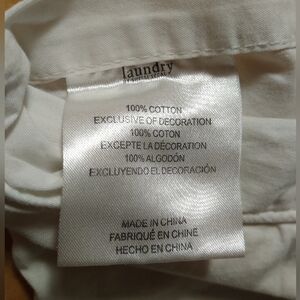 laundry
100% COTTON
EXCLUSIVE OF DECORATION
100% COTON
EXCEPTE LA DÉCORATION
100% ALGODÓN
EXCLUYENDO EL DECORACIÓN
MADE IN CHINA
FABRIQUÉ EN CHINE
HECHO EN CHINA